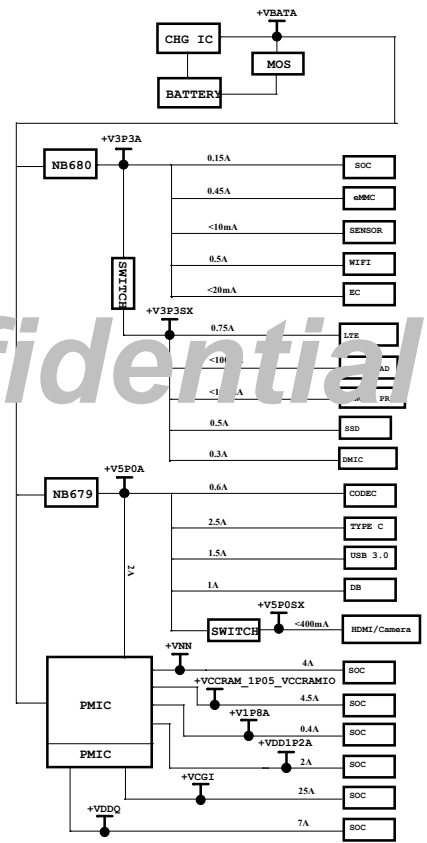 +VBATA
CHG IC
MOS
BATTERY
+V3P3A
NB680
0.15A
SOC
0.45A
eMMC
<10mA
SENSOR
0.5A
WIFI
<20mA
EC
SWITCH
+V3P3SX
0.75A
LTE
fidential
0.5A
SSD
0.3A
DMIC
+V5P0A
NB679
0.6A
CODEC
2.5A
TYPE C
1.5A
USB 3.0
2A
1A
DB
+V5P0SX
SWITCH
<400mA
HDMI/Camera
+VNN
4A
SOC
+VCCRAM_1P05_VCCRAMIO
4.5A
SOC
PMIC
+V1P8A
0.4A
SOC
+VDD1P2A
2A
SOC
PMIC
+VCGI
25A
SOC
+VDDQ
7A
SOC